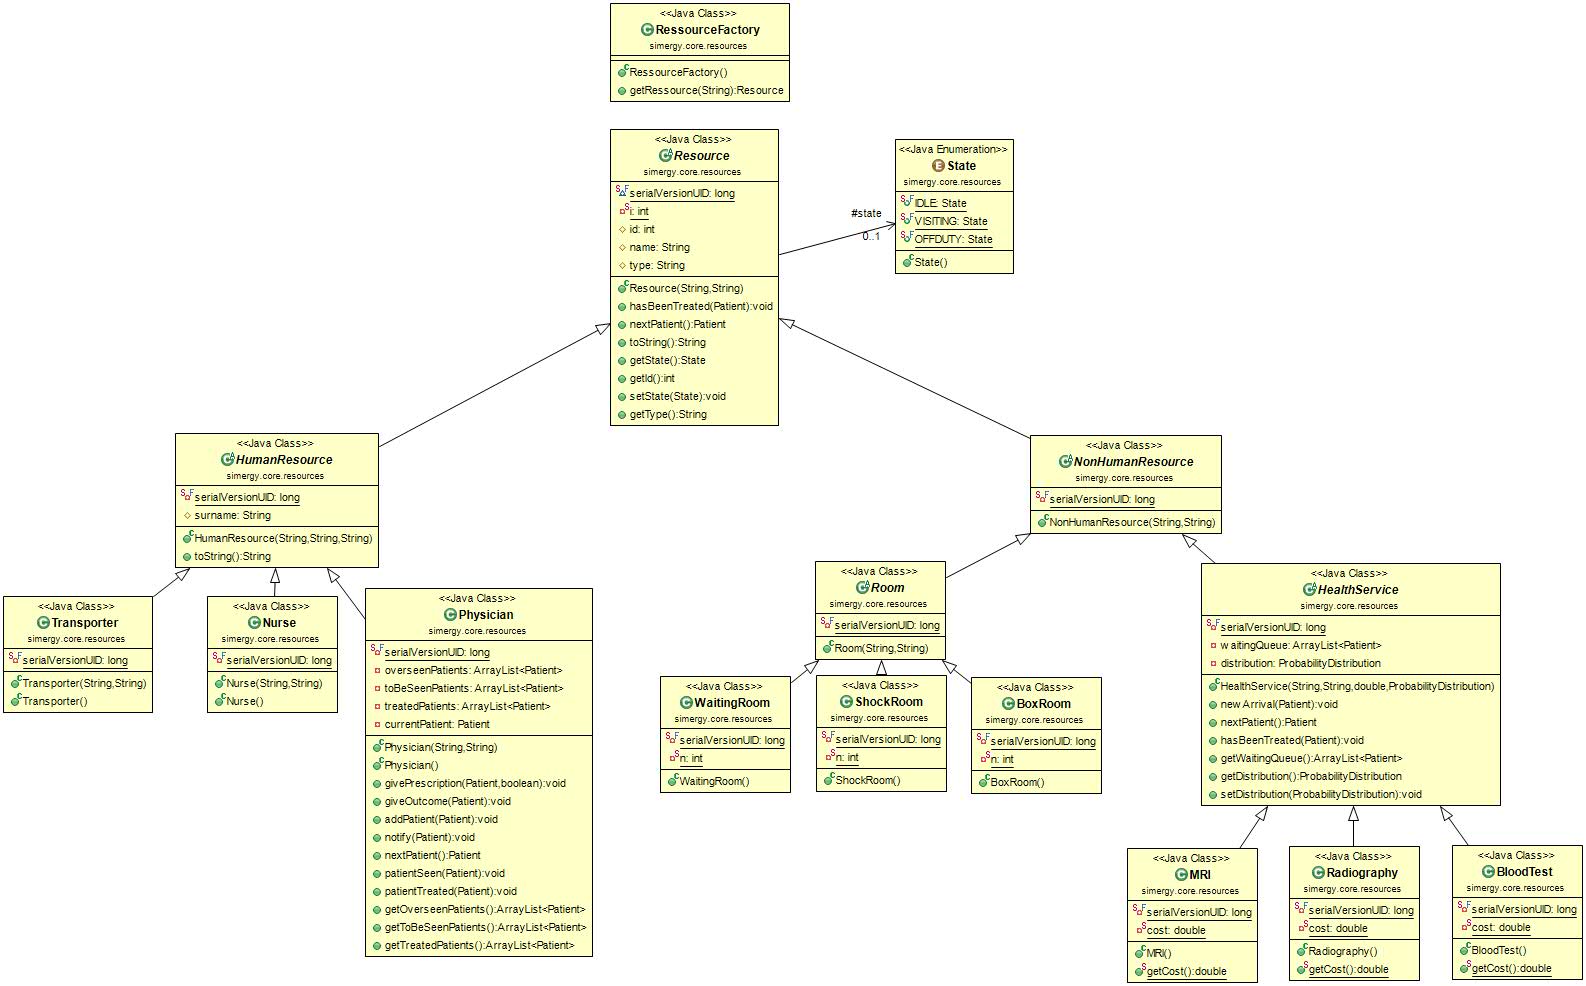 <<Java Class>>
RessourceFactory
simergy.core.resources
RessourceFactory()
getRessource(String):Resource
<<Java Class>>
Resource
simergy.core.resources
serialVersionUID: long
i: int
id: int
name: String
type: String
Resource(String,String)
hasBeenTreated(Patient):void
nextPatient():Patient
toString():String
getState():State
getId():int
setState(State):void
getType():String
#state
0..1
<<Java Enumeration>>
State
simergy.core.resources
IDLE: State
VISITING: State
OFFDUTY: State
State()
<<Java Class>>
HumanResource
simergy.core.resources
serialVersionUID: long
surname: String
HumanResource(String,String,String)
toString():String
<<Java Class>>
NonHumanResource
simergy.core.resources
serialVersionUID: long
NonHumanResource(String,String)
<<Java Class>>
Transporter
simergy.core.resources
serialVersionUID: long
Transporter(String,String)
Transporter()
<<Java Class>>
Nurse
simergy.core.resources
serialVersionUID: long
Nurse(String,String)
Nurse()
<<Java Class>>
Physician
simergy.core.resources
serialVersionUID: long
overseenPatients: ArrayList<Patient>
toBeSeenPatients: ArrayList<Patient>
treatedPatients: ArrayList<Patient>
currentPatient: Patient
Physician(String,String)
Physician()
givePrescription(Patient,boolean):void
giveOutcome(Patient):void
addPatient(Patient):void
notify(Patient):void
nextPatient():Patient
patientSeen(Patient):void
patientTreated(Patient):void
getOverseenPatients():ArrayList<Patient>
getToBeSeenPatients():ArrayList<Patient>
getTreatedPatients():ArrayList<Patient>
<<Java Class>>
Room
simergy.core.resources
serialVersionUID: long
Room(String,String)
<<Java Class>>
HealthService
simergy.core.resources
serialVersionUID: long
waitingQueue: ArrayList<Patient>
distribution: ProbabilityDistribution
HealthService(String,String,double,ProbabilityDistribution)
newArrival(Patient):void
nextPatient():Patient
hasBeenTreated(Patient):void
getWaitingQueue():ArrayList<Patient>
getDistribution():ProbabilityDistribution
setDistribution(ProbabilityDistribution):void
<<Java Class>>
WaitingRoom
simergy.core.resources
serialVersionUID: long
n: int
WaitingRoom()
<<Java Class>>
ShockRoom
simergy.core.resources
serialVersionUID: long
n: int
ShockRoom()
<<Java Class>>
BoxRoom
simergy.core.resources
serialVersionUID: long
n: int
BoxRoom()
<<Java Class>>
MRI
simergy.core.resources
serialVersionUID: long
cost: double
MRI()
getCost():double
<<Java Class>>
Radiography
simergy.core.resources
serialVersionUID: long
cost: double
Radiography()
getCost():double
<<Java Class>>
BloodTest
simergy.core.resources
serialVersionUID: long
cost: double
BloodTest()
getCost():double